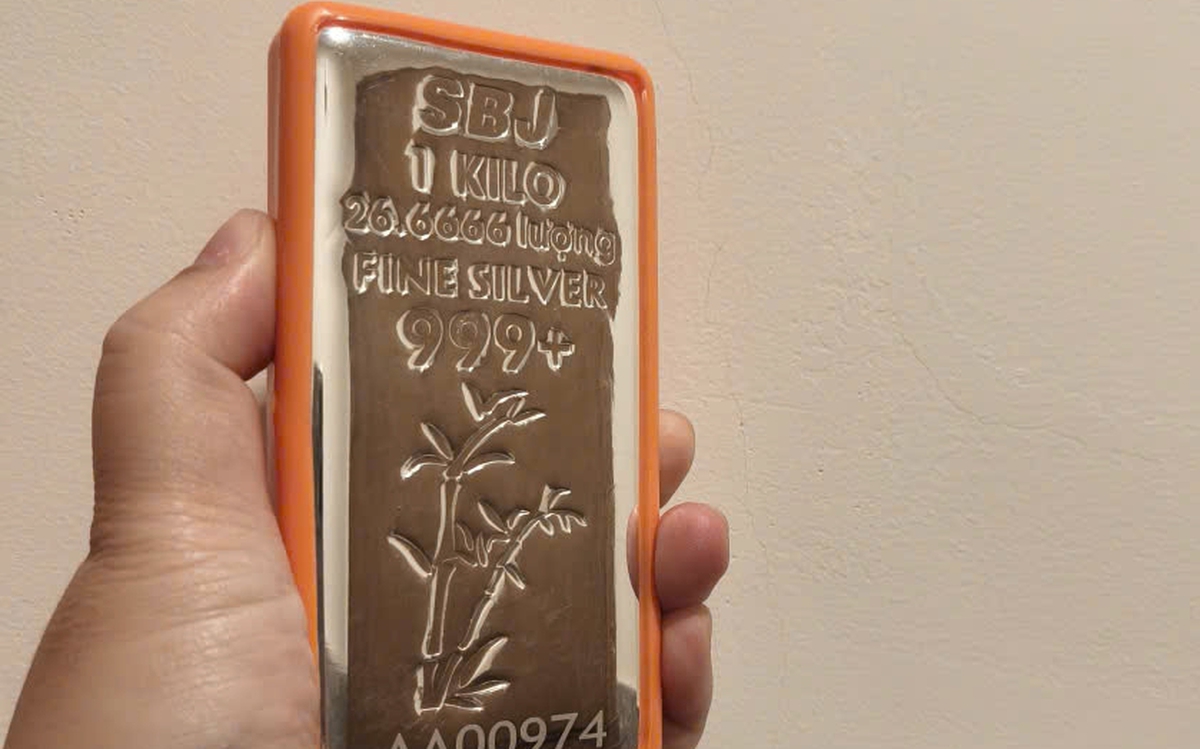 SBJ
1 KILO
26.6666 lượng
FINE SILVER
999+
AA00974